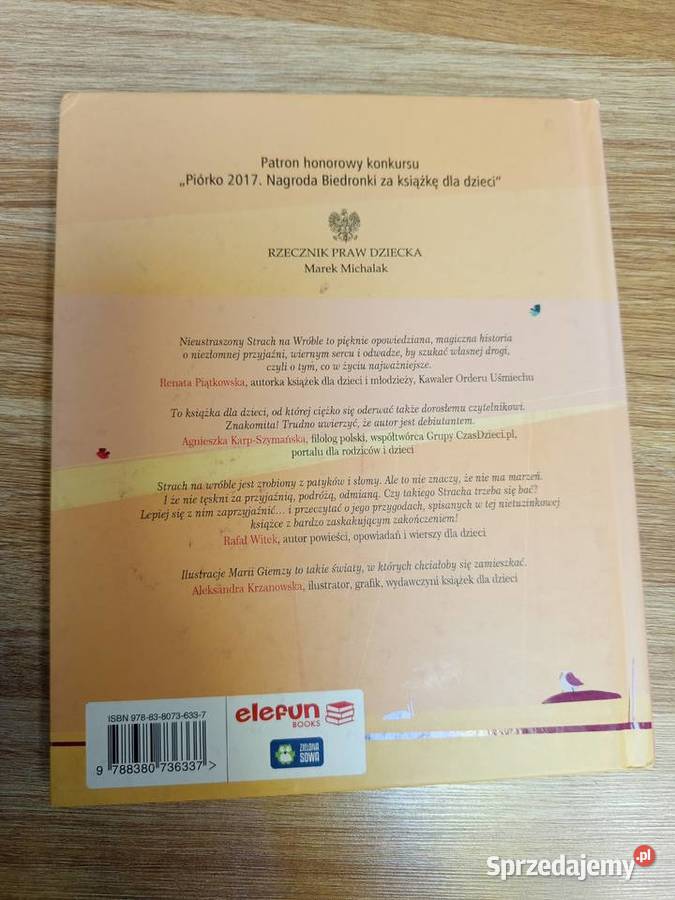 Patron honorowy konkursu
„Piórko 2017. Nagroda Biedronki za książkę dla dzieci”
RZECZNIK PRAW DZIECKA
Marek Michalak
Nieustraszony Strach na Wróble to pięknie opowiedziana, magiczna historia
o niezłomnej przyjaźni, wiernym sercu i odwadze, by szukać własnej drogi,
czyli o tym, co w życiu najważniejsze.
Renata Piątkowska, autorka książek dla dzieci i młodzieży, Kawaler Orderu Uśmiechu
To książka dla dzieci, od której ciężko się oderwać także dorosłemu czytelnikowi.
Znakomita! Trudno uwierzyć, że autor jest debiutantem.
Agnieszka Karp-Szymańska, filolog polski, współtwórca Grupy CzasDzieci.pl,
portalu dla rodziców i dzieci
Strach na wróble jest zrobiony z patyków i słomy. Ale to nie znaczy, że nie ma marzeń.
I że nie tęskni za przyjaźnią, podróżą, odmianą. Czy takiego Stracha trzeba się bać?
Lepiej się z nim zaprzyjaźnić... i przeczytać o jego przygodach, spisanych w tej nietuzinkowej
książce z bardzo zaskakującym zakończeniem!
Rafał Witek, autor powieści, opowiadań i wierszy dla dzieci
Ilustracje Marii Giemzy to takie światy, w których chciałoby się zamieszkać.
Aleksandra Krzanowska, ilustrator, grafik, wydawczyni książek dla dzieci
ISBN 978-83-8073-633-7
9 788380 736337 >
elefun
BOOKS
ZIELONA
SOWA
Sprzedajemy.pl